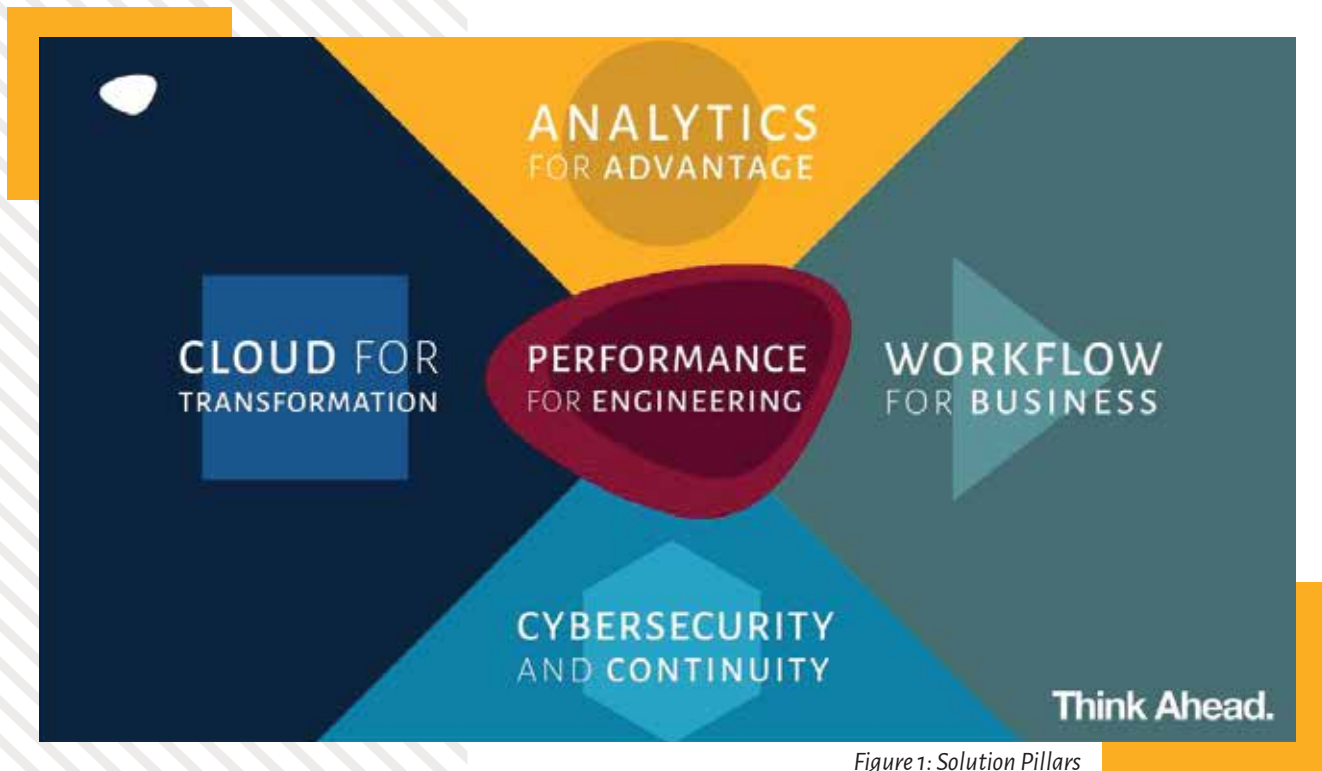 ANALYTICS
FOR ADVANTAGE
CLOUD FOR
TRANSFORMATION
PERFORMANCE
FOR ENGINEERING
WORKFLOW
FOR BUSINESS
CYBERSECURITY
AND CONTINUITY
Think Ahead.
Figure 1: Solution Pillars